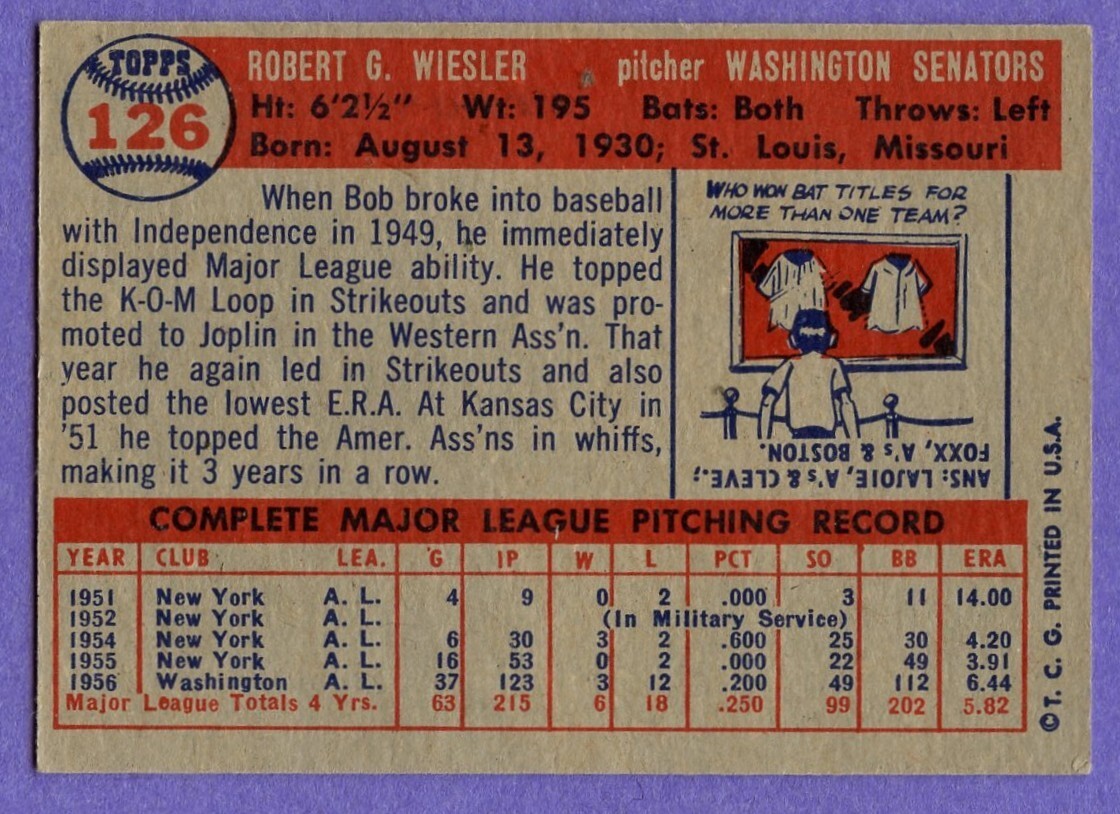 TOPPS
126
ROBERT G. WIESLER pitcher WASHINGTON SENATORS
Ht: 6'2½" Wt: 195 Bats: Both Throws: Left
Born: August 13, 1930; St. Louis, Missouri
When Bob broke into baseball
with Independence in 1949, he immediately
displayed Major League ability. He topped
the K-O-M Loop in Strikeouts and was pro-
moted to Joplin in the Western Ass'n. That
year he again led in Strikeouts and also
posted the lowest E.R.A. At Kansas City in
'51 he topped the Amer. Ass'ns in whiffs,
making it 3 years in a row.
WHO WON BAT TITLES FOR
MORE THAN ONE TEAM?
ANS: LAJOIE, A's & CLEVE.;
FOXX, A's & BOSTON.
COMPLETE MAJOR LEAGUE PITCHING RECORD
YEAR CLUB LEA. G IP W L PCT SO BB ERA
1951 New York A. L. 4 9 0 2 .000 3 11 14.00
1952 New York A. L. (In Military Service)
1954 New York A. L. 6 30 3 2 .600 25 30 4.20
1955 New York A. L. 16 53 0 2 .000 22 49 3.91
1956 Washington A. L. 37 123 3 12 .200 49 112 6.44
Major League Totals 4 Yrs. 63 215 6 18 .250 99 202 5.82
©T. C. G. PRINTED IN U.S.A.